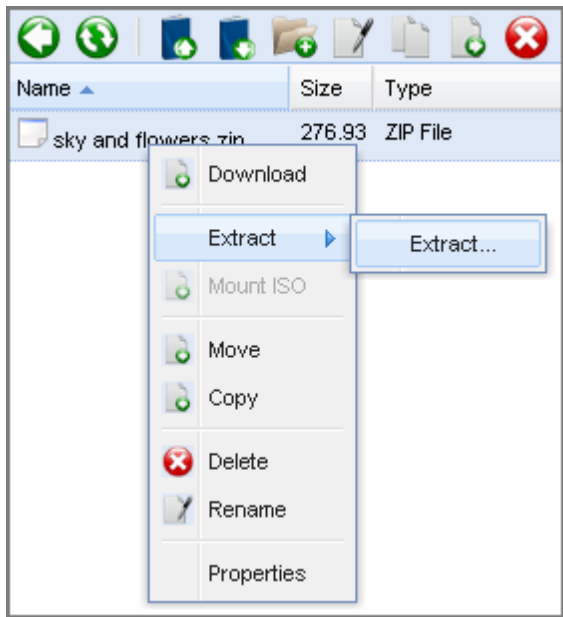 Name Size Type
sky and flowers.zip 276.93 ZIP File
Download
Extract
Extract...
Mount ISO
Move
Copy
Delete
Rename
Properties